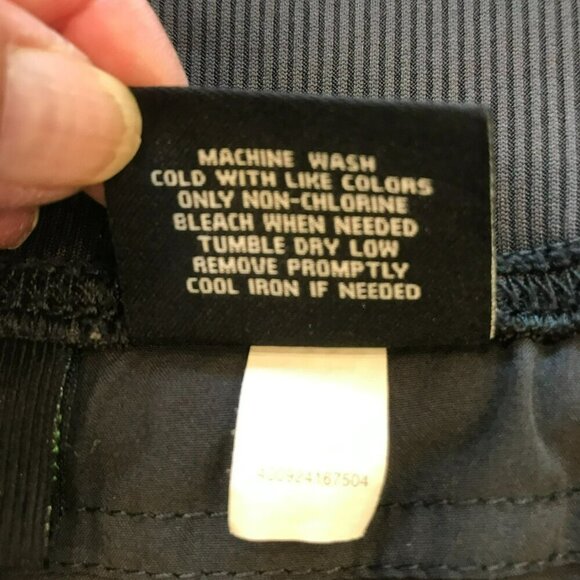 MACHINE WASH
COLD WITH LIKE COLORS
ONLY NON-CHLORINE
BLEACH WHEN NEEDED
TUMBLE DRY LOW
REMOVE PROMPTLY
COOL IRON IF NEEDED